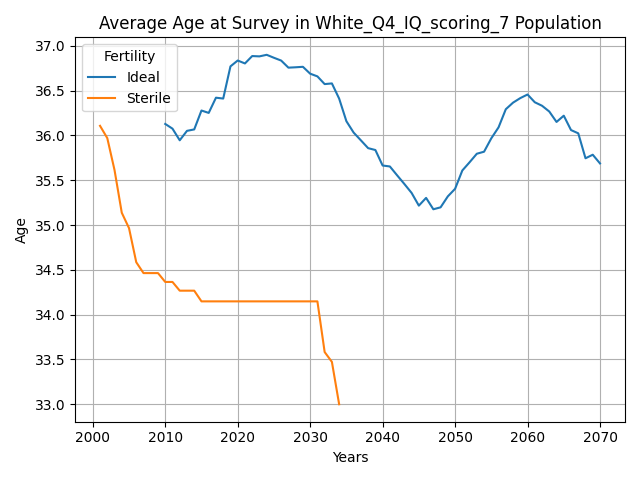 Average Age at Survey in White_Q4_IQ_scoring_7 Population
Fertility
Ideal
Sterile
37.0
36.5
36.0
35.5
35.0
34.5
34.0
33.5
33.0
Age
2000 2010 2020 2030 2040 2050 2060 2070
Years